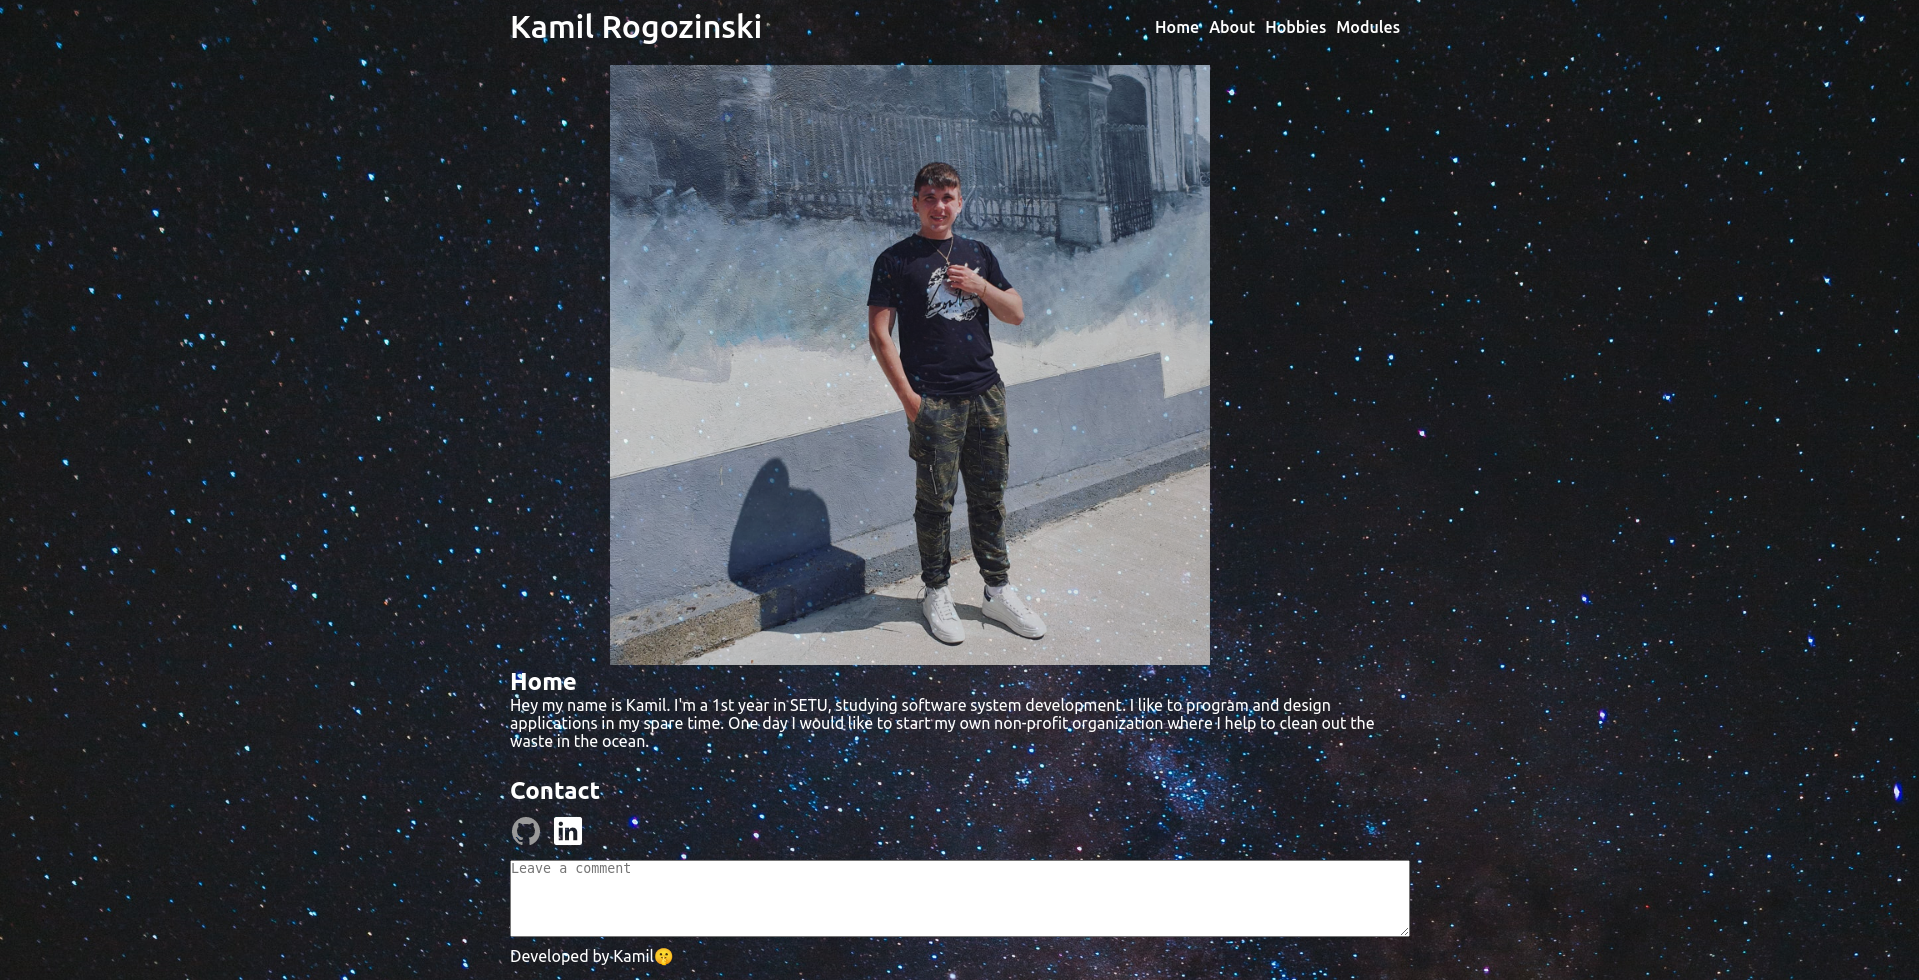 Kamil Rogozinski
Home About Hobbies Modules
Home
Hey my name is Kamil. I'm a 1st year in SETU, studying software system development. I like to program and design
applications in my spare time. One day I would like to start my own non-profit organization where I help to clean out the
waste in the ocean.
Contact
in
Leave a comment
Developed by Kamil🤫